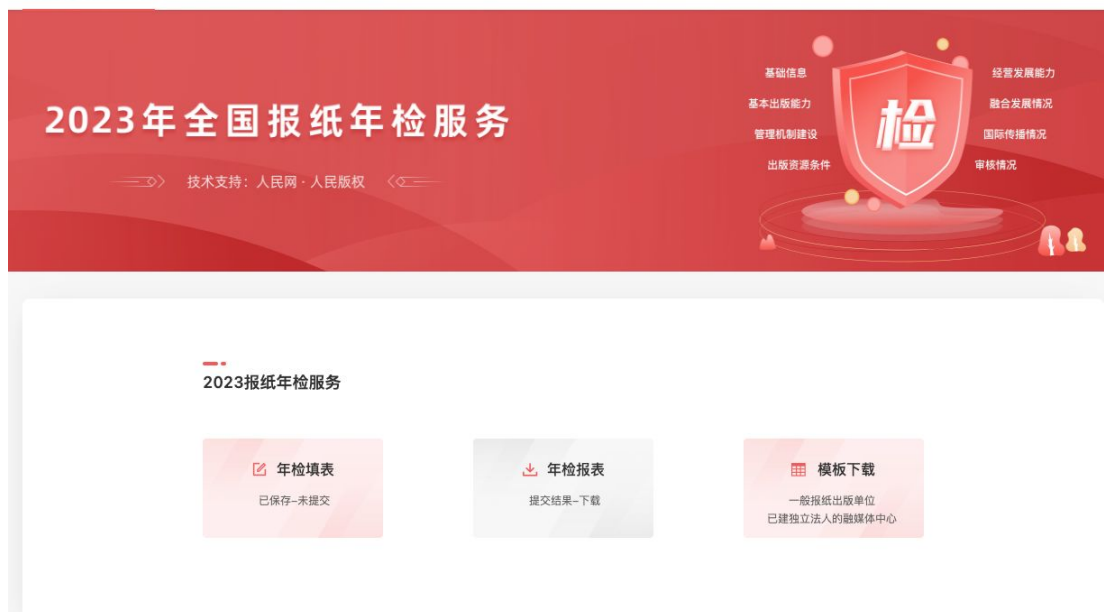 2023年全国报纸年检服务
技术支持：人民网·人民版权
基础信息
基本出版能力
管理机制建设
出版资源条件
检
经营发展能力
融合发展情况
国际传播情况
审核情况
2023报纸年检服务
年检填表
已保存-未提交
年检报表
提交结果-下载
模板下载
一般报纸出版单位
已建独立法人的融媒体中心